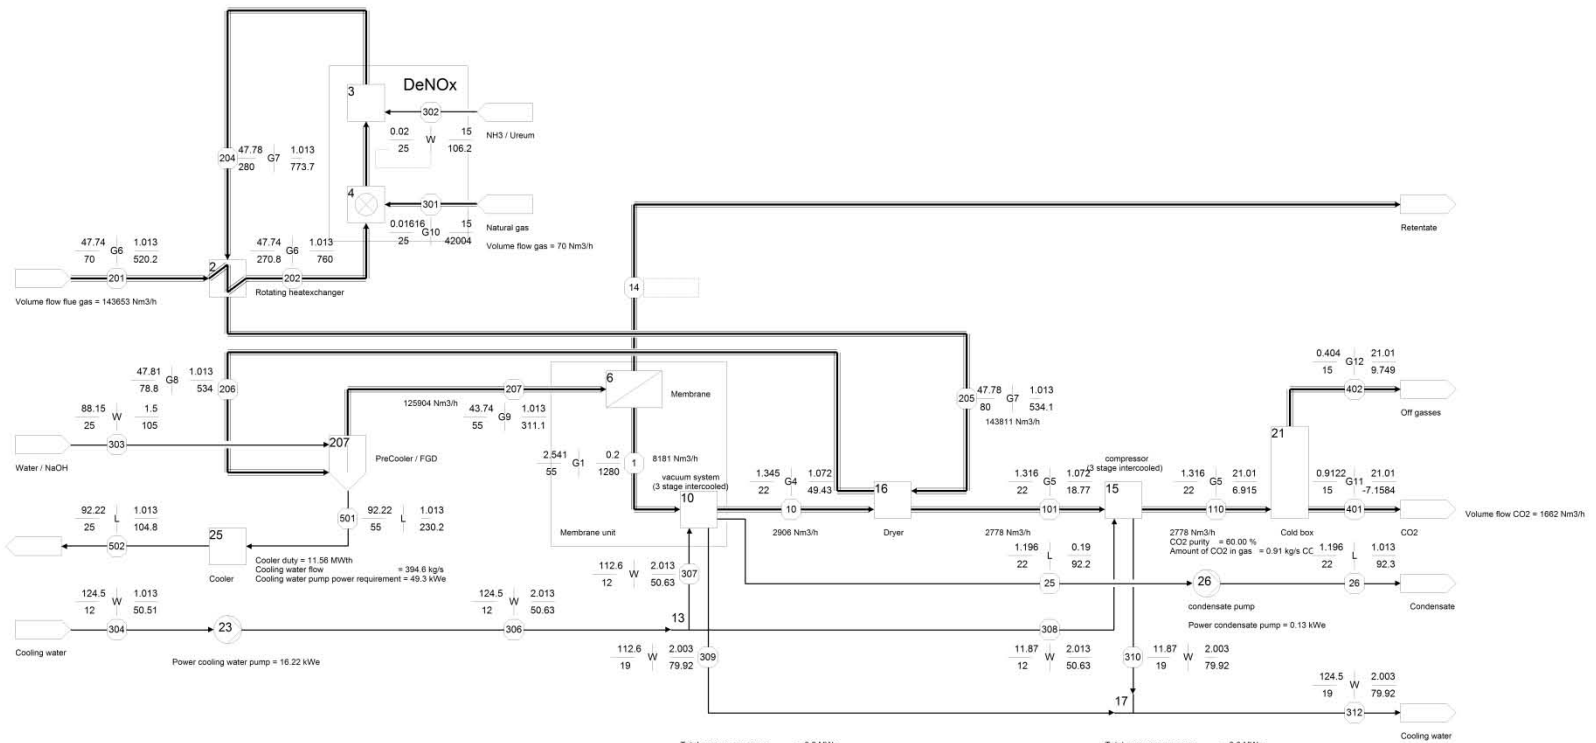 DeNOx
3
302
NH3 / Ureum
0.02 W 15
25 106.2
47.78 G7 1.013
204
280 773.7
4
301
Natural gas
0.01616 G10 15
25 42004
Volume flow gas = 70 Nm3/h
47.74 G6 1.013
70 520.2
201
Volume flow flue gas = 143653 Nm3/h
2
47.74 G6 1.013
270.8 760
202
Rotating heatexchanger
Retentate
14
47.81 G8 1.013
78.8 534
206
88.15 W 1.5
25 105
303
Water / NaOH
207
PreCooler / FGD
207
125904 Nm3/h
43.74 G9 1.013
55 311.1
6
Membrane
2.541 G1 0.2
55 1280
1
8181 Nm3/h
vacuum system
(3 stage intercooled)
10
Membrane unit
1.345 G4 1.072
22 49.43
10
2906 Nm3/h
16
Dryer
205
47.78 G7 1.013
80 534.1
143811 Nm3/h
1.316 G5 1.072
22 18.77
101
2778 Nm3/h
compressor
(3 stage intercooled)
15
1.316 G5 21.01
22 6.915
110
2778 Nm3/h
CO2 purity = 60.00 %
Amount of CO2 in gas = 0.91 kg/s CC
21
Cold box
0.404 G12 21.01
15 9.749
402
Off gasses
0.9122 G11 21.01
15 -7.1584
401
CO2
Volume flow CO2 = 1662 Nm3/h
92.22 L 1.013
25 104.8
502
25
Cooler
501
92.22 L 1.013
55 230.2
Cooler duty = 11.56 MWth
Cooling water flow = 394.6 kg/s
Cooling water pump power requirement = 49.3 kWe
124.5 W 1.013
12 50.51
304
Cooling water
23
Power cooling water pump = 16.22 kWe
124.5 W 2.013
12 50.63
306
112.6 W 2.013
12 50.63
307
13
1.196 L 0.19
22 92.2
25
26
condensate pump
Power condensate pump = 0.13 kWe
1.196 L 1.013
22 92.3
26
Condensate
308
112.6 W 2.003
19 79.92
309
11.87 W 2.013
12 50.63
310
11.87 W 2.003
19 79.92
17
124.5 W 2.003
19 79.92
312
Cooling water